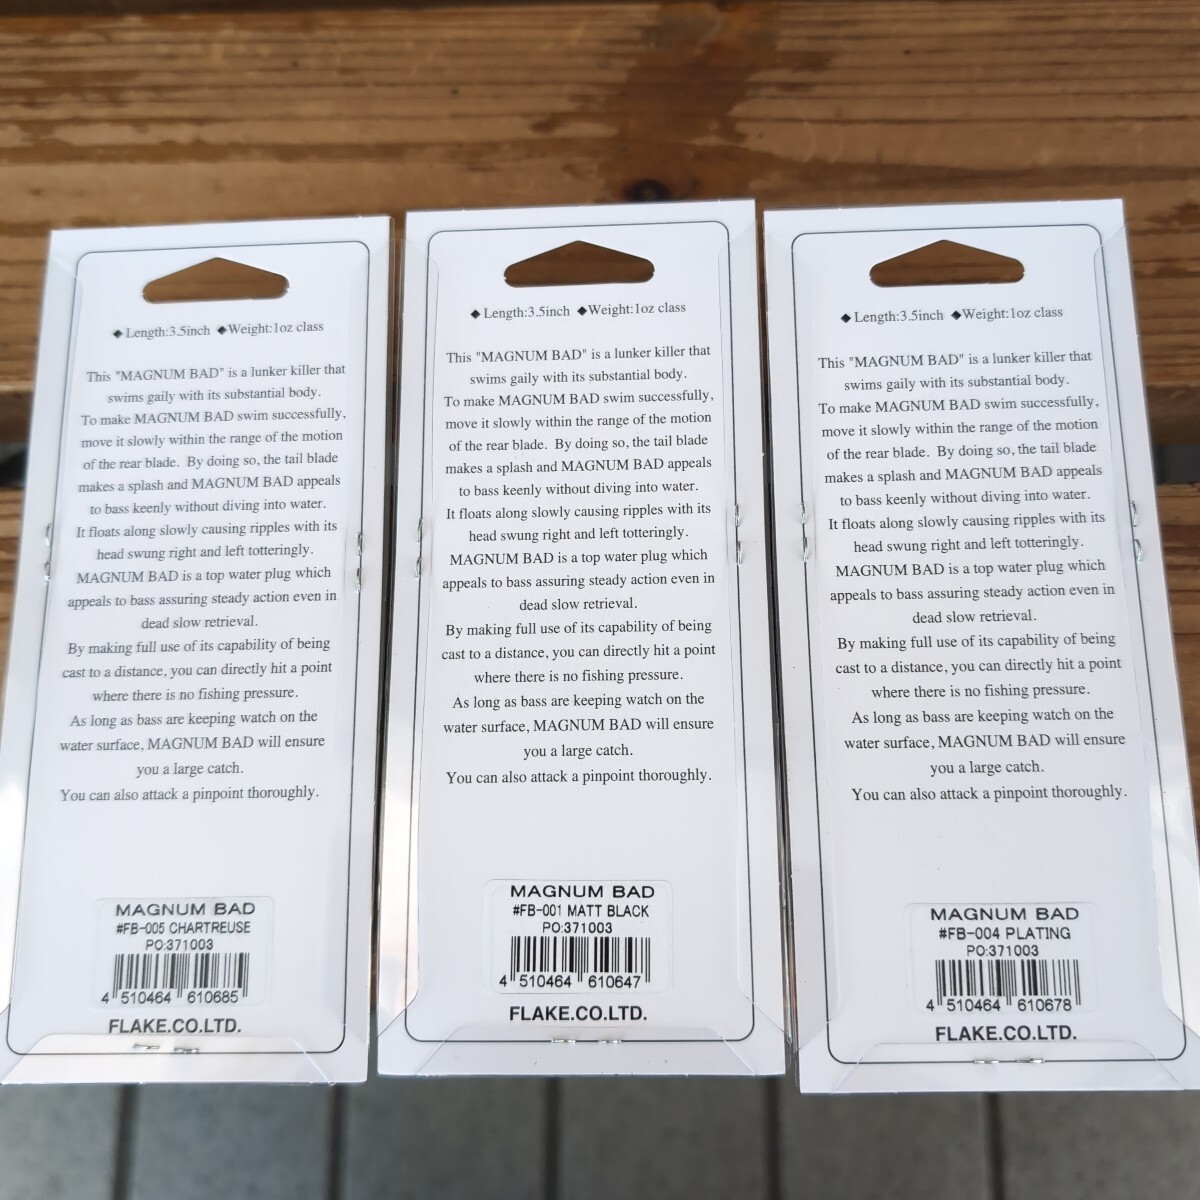 ◆Length:3.5inch ◆Weight:1oz class
This "MAGNUM BAD" is a lunker killer that
swims gaily with its substantial body.
To make MAGNUM BAD swim successfully,
move it slowly within the range of the motion
of the rear blade. By doing so, the tail blade
makes a splash and MAGNUM BAD appeals
to bass keenly without diving into water.
It floats along slowly causing ripples with its
head swung right and left totteringly.
MAGNUM BAD is a top water plug which
appeals to bass assuring steady action even in
dead slow retrieval.
By making full use of its capability of being
cast to a distance, you can directly hit a point
where there is no fishing pressure.
As long as bass are keeping watch on the
water surface, MAGNUM BAD will ensure
you a large catch.
You can also attack a pinpoint thoroughly.
MAGNUM BAD
#FB-005 CHARTREUSE
PO:371003
4 510464 610685
FLAKE.CO.LTD.
◆Length:3.5inch ◆Weight:1oz class
This "MAGNUM BAD" is a lunker killer that
swims gaily with its substantial body.
To make MAGNUM BAD swim successfully,
move it slowly within the range of the motion
of the rear blade. By doing so, the tail blade
makes a splash and MAGNUM BAD appeals
to bass keenly without diving into water.
It floats along slowly causing ripples with its
head swung right and left totteringly.
MAGNUM BAD is a top water plug which
appeals to bass assuring steady action even in
dead slow retrieval.
By making full use of its capability of being
cast to a distance, you can directly hit a point
where there is no fishing pressure.
As long as bass are keeping watch on the
water surface, MAGNUM BAD will ensure
you a large catch.
You can also attack a pinpoint thoroughly.
MAGNUM BAD
#FB-001 MATT BLACK
PO:371003
4 510464 610647
FLAKE.CO.LTD.
◆Length:3.5inch ◆Weight:1oz class
This "MAGNUM BAD" is a lunker killer that
swims gaily with its substantial body.
To make MAGNUM BAD swim successfully,
move it slowly within the range of the motion
of the rear blade. By doing so, the tail blade
makes a splash and MAGNUM BAD appeals
to bass keenly without diving into water.
It floats along slowly causing ripples with its
head swung right and left totteringly.
MAGNUM BAD is a top water plug which
appeals to bass assuring steady action even in
dead slow retrieval.
By making full use of its capability of being
cast to a distance, you can directly hit a point
where there is no fishing pressure.
As long as bass are keeping watch on the
water surface, MAGNUM BAD will ensure
you a large catch.
You can also attack a pinpoint thoroughly.
MAGNUM BAD
#FB-004 PLATING
PO:371003
4 510464 610678
FLAKE.CO.LTD.